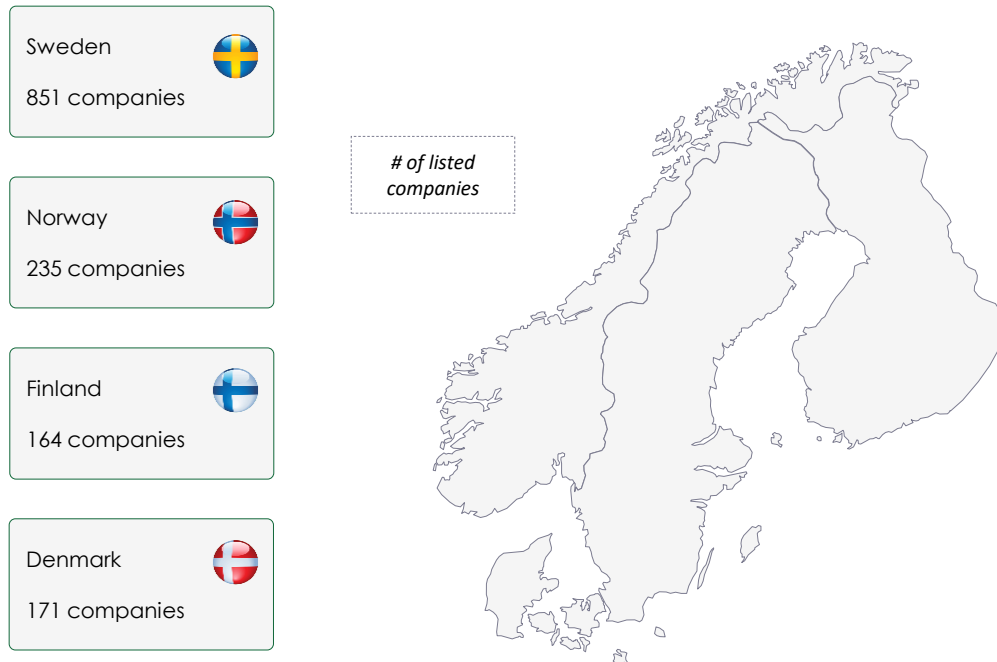 Sweden
851 companies
# of listed
companies
Norway
235 companies
Finland
164 companies
Denmark
171 companies